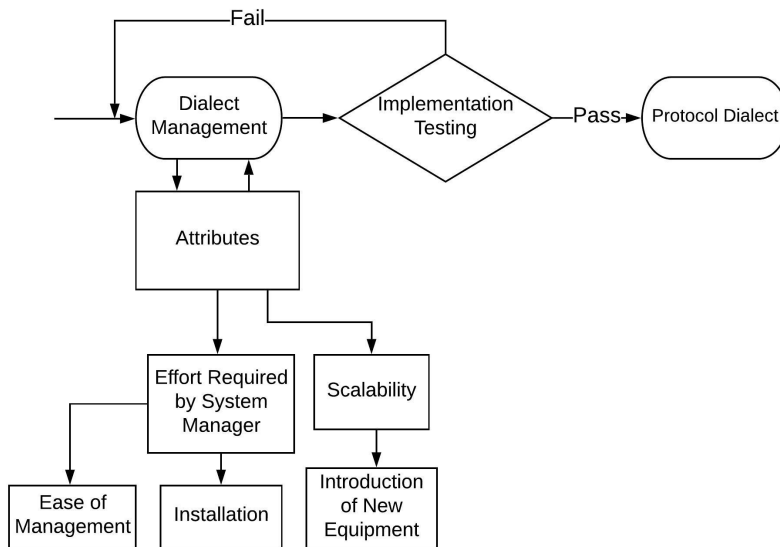 Fail
Dialect
Management
Implementation
Testing
Pass
Protocol Dialect
Attributes
Effort Required
by System
Manager
Scalability
Ease of
Management
Installation
Introduction
of New
Equipment